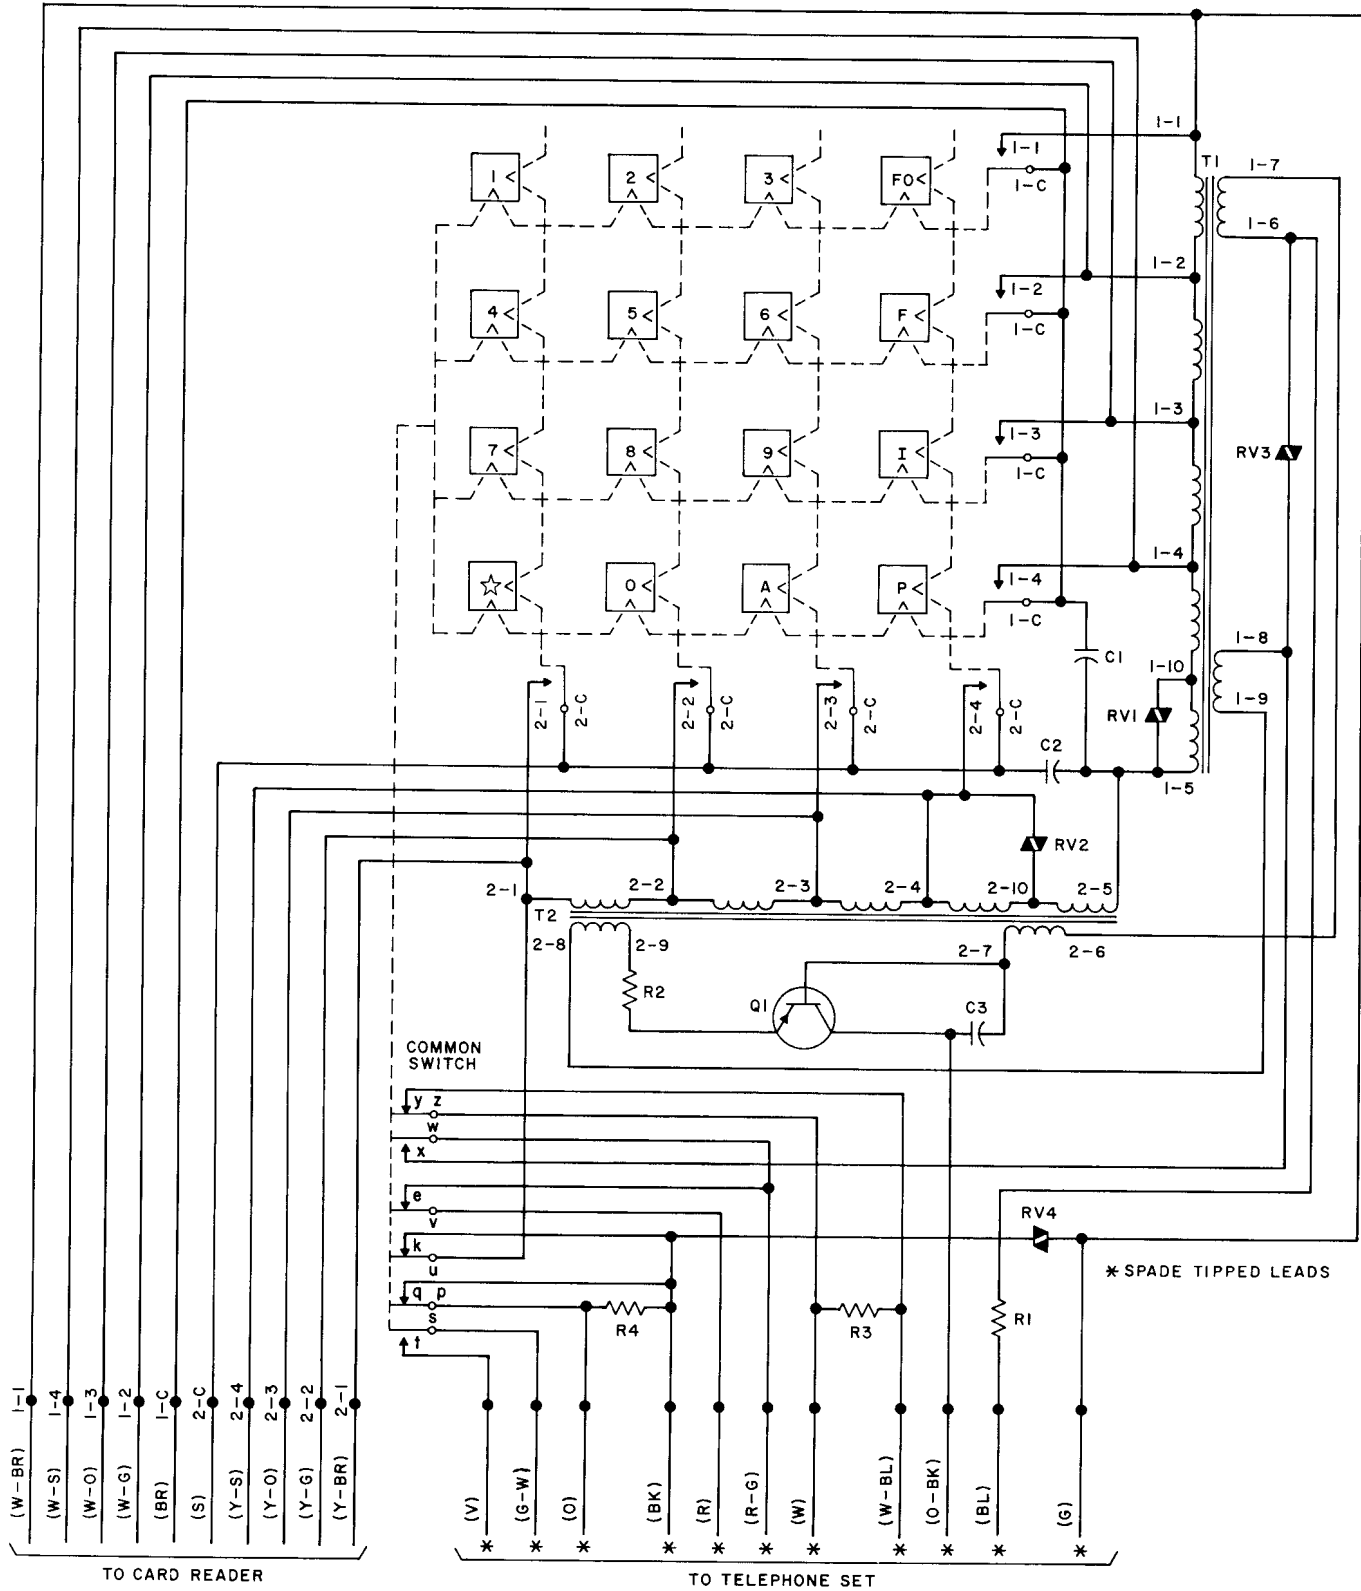 1-1
T1
1-7
1-1
1 2 3 FO
1-C
1-6
1-2
1-2
4 5 6 F
1-C
1-3
1-3
RV3
7 8 9 I
1-C
1-4
1-4
☆ O A P
1-C
C1
1-8
1-10
1-9
2-1 2-C 2-2 2-C 2-3 2-C 2-4 2-C
RV1
C2
1-5
RV2
2-1 2-2 2-3 2-4 2-10 2-5
T2
2-8 2-9 2-7 2-6
R2
Q1
C3
COMMON
SWITCH
y z
w
x
e
v
RV4
k
u
* SPADE TIPPED LEADS
q p
s
R4 R3 R1
t
1-1 1-4 1-3 1-2 1-C 2-C 2-4 2-3 2-2 2-1
(W-BR) (W-S) (W-O) (W-G) (BR) (S) (Y-S) (Y-O) (Y-G) (Y-BR)
(V) (G-W) (O) (BK) (R) (R-G) (W) (W-BL) (O-BK) (BL) (G)
* * * * * * * * * * *
TO CARD READER
TO TELEPHONE SET